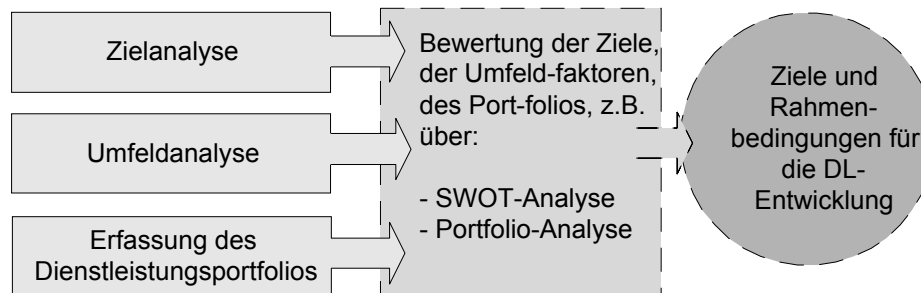 Zielanalyse
Umfeldanalyse
Erfassung des
Dienstleistungsportfolios
Bewertung der Ziele,
der Umfeld-faktoren,
des Port-folios, z.B.
über:
- SWOT-Analyse
- Portfolio-Analyse
Ziele und
Rahmen-
bedingungen für
die DL-
Entwicklung